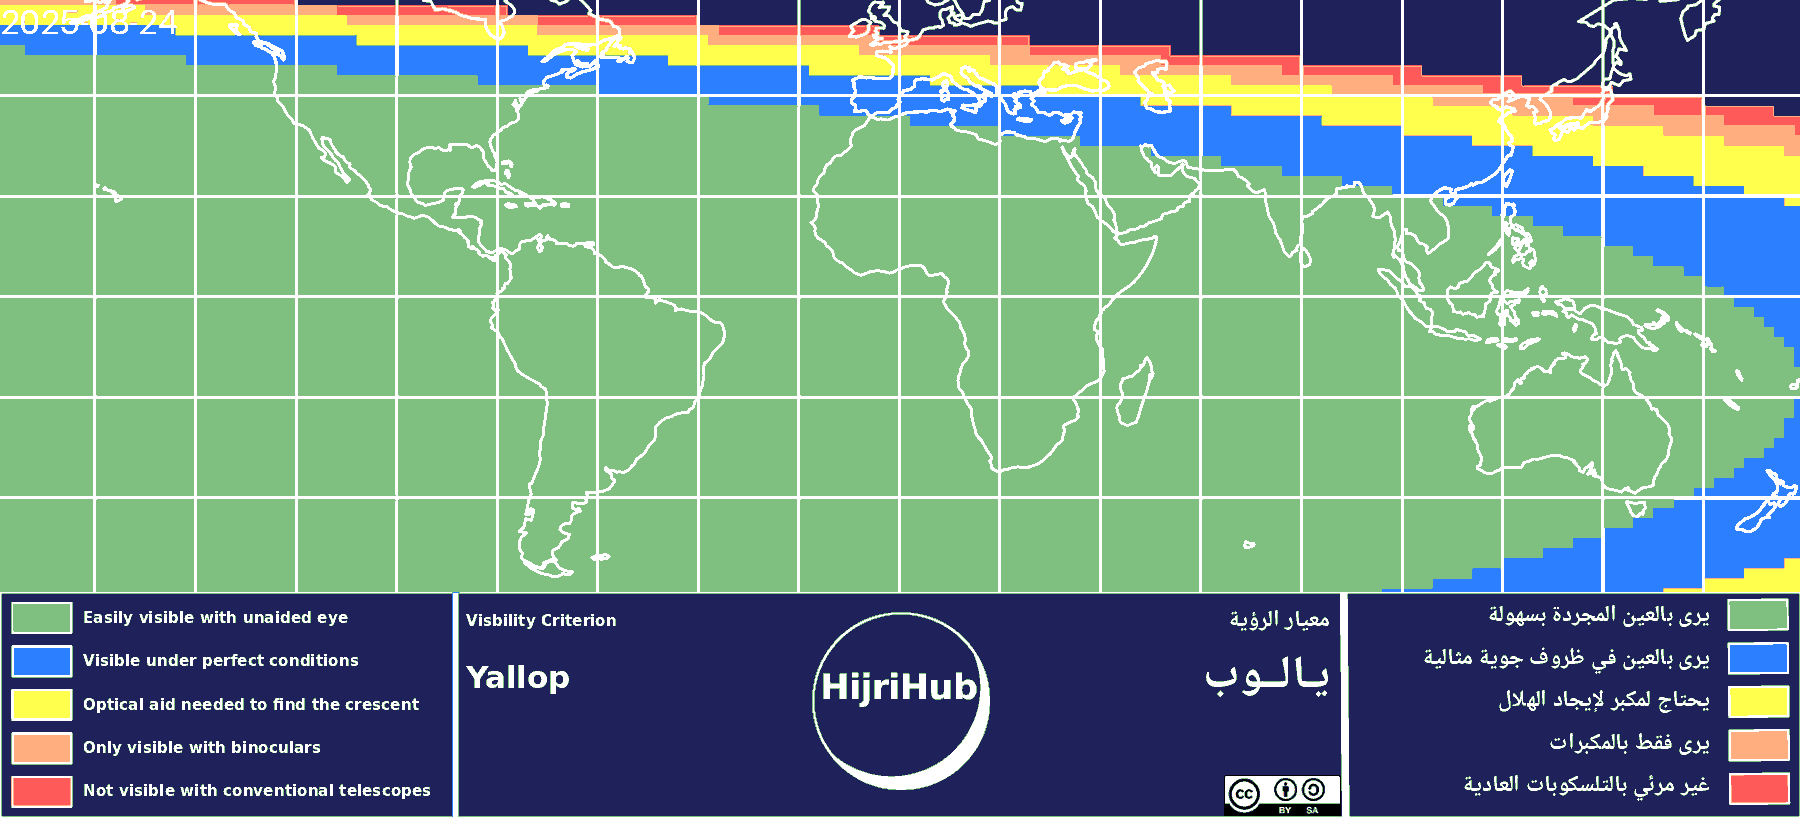 2025-08-24
Easily visible with unaided eye
Visible under perfect conditions
Optical aid needed to find the crescent
Only visible with binoculars
Not visible with conventional telescopes
Visbility Criterion
Yallop
HijriHub
معيار الرؤية
يـالـوب
cc
BY SA
يرى بالعين المجردة بسهولة
يرى بالعين في ظروف جوية مثالية
يحتاج لمكبر لإيجاد الهلال
يرى فقط بالمكبرات
غير مرئي بالتلسكوبات العادية